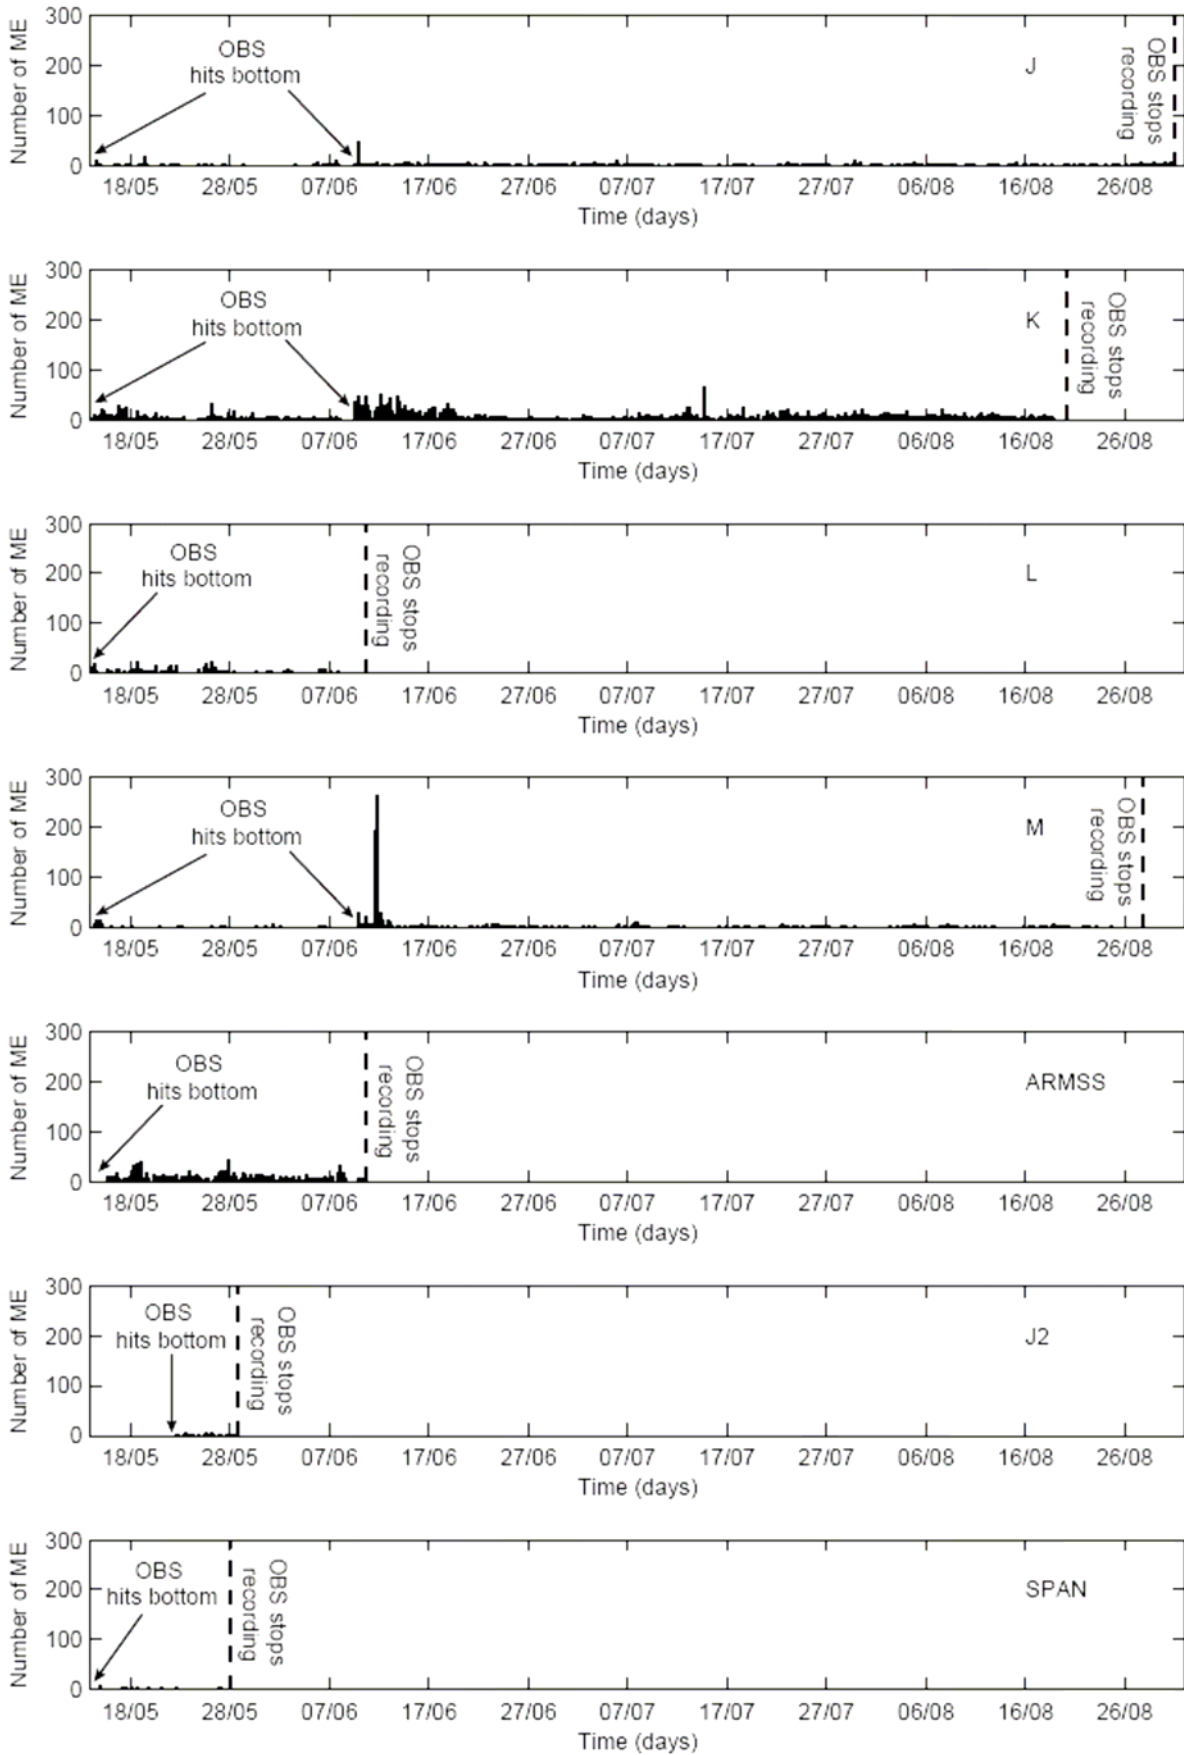 Number of ME
300
200
100
0
OBS
hits bottom
J
OBS stops
recording
18/05 28/05 07/06 17/06 27/06 07/07 17/07 27/07 06/08 16/08 26/08
Time (days)
Number of ME
300
200
100
0
OBS
hits bottom
K
OBS stops
recording
18/05 28/05 07/06 17/06 27/06 07/07 17/07 27/07 06/08 16/08 26/08
Time (days)
Number of ME
300
200
100
0
OBS
hits bottom
OBS stops
recording
L
18/05 28/05 07/06 17/06 27/06 07/07 17/07 27/07 06/08 16/08 26/08
Time (days)
Number of ME
300
200
100
0
OBS
hits bottom
M
OBS stops
recording
18/05 28/05 07/06 17/06 27/06 07/07 17/07 27/07 06/08 16/08 26/08
Time (days)
Number of ME
300
200
100
0
OBS
hits bottom
OBS stops
recording
ARMSS
18/05 28/05 07/06 17/06 27/06 07/07 17/07 27/07 06/08 16/08 26/08
Time (days)
Number of ME
300
200
100
0
OBS
hits bottom
OBS stops
recording
J2
18/05 28/05 07/06 17/06 27/06 07/07 17/07 27/07 06/08 16/08 26/08
Time (days)
Number of ME
300
200
100
0
OBS
hits bottom
OBS stops
recording
SPAN
18/05 28/05 07/06 17/06 27/06 07/07 17/07 27/07 06/08 16/08 26/08
Time (days)